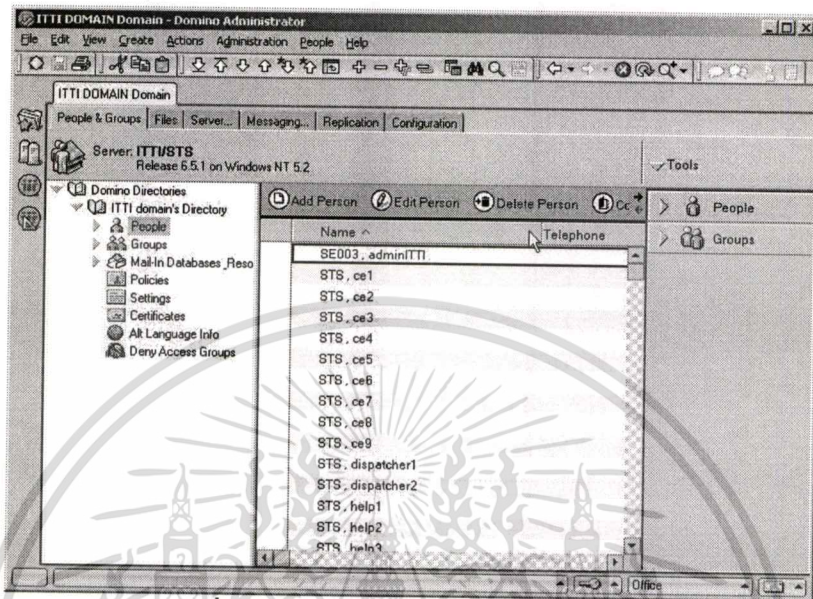 ITTI DOMAIN Domain - Domino Administrator
File Edit View Create Actions Administration People Help
ITTI DOMAIN Domain
People & Groups Files Server... Messaging... Replication Configuration
Server: ITTI/STS
Release 6.5.1 on Windows NT 5.2
Tools
Domino Directories
ITTI domain's Directory
People
Groups
Mail-In Databases _Reso
Policies
Settings
Certificates
Alt Language Info
Deny Access Groups
Add Person Edit Person Delete Person
Name Telephone
SE003 , adminITTI
STS , ce1
STS , ce2
STS , ce3
STS , ce4
STS , ce5
STS , ce6
STS , ce7
STS , ce8
STS , ce9
STS , dispatcher1
STS , dispatcher2
STS , help1
STS , help2
STS , help3
People
Groups
Office